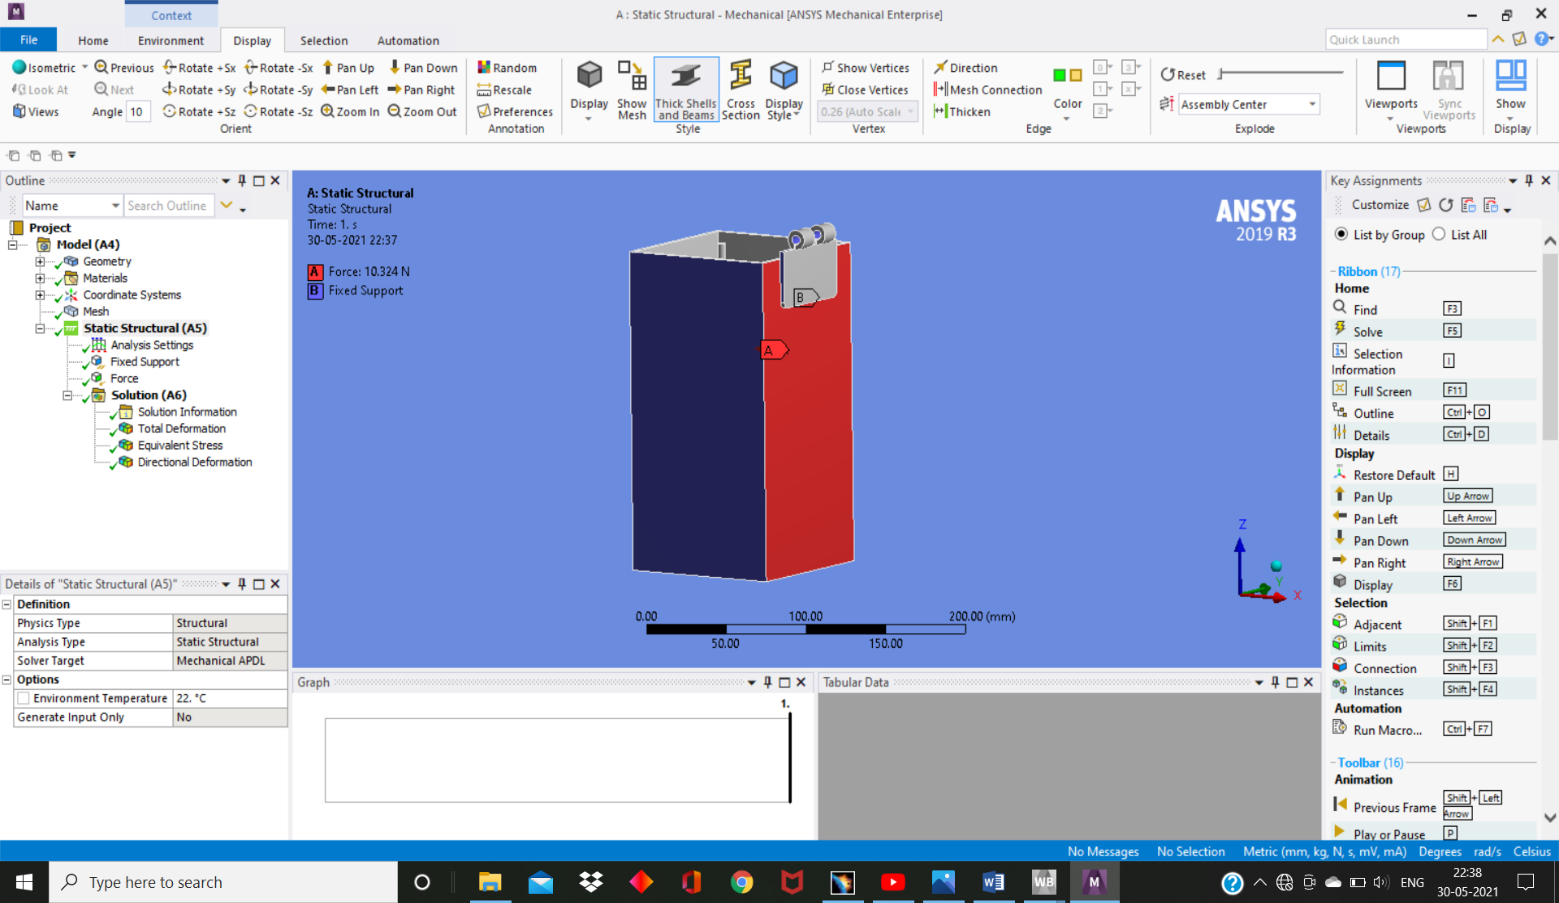 Context
A : Static Structural - Mechanical [ANSYS Mechanical Enterprise]
File Home Environment Display Selection Automation
Quick Launch
Isometric Previous Rotate +Sx Rotate -Sx Pan Up Pan Down
Look At Next Rotate +Sy Rotate -Sy Pan Left Pan Right
Views Angle 10 Rotate +Sz Rotate -Sz Zoom In Zoom Out
Orient
Random
Rescale
Preferences
Annotation
Display
Show Mesh
Thick Shells and Beams
Cross Section
Display Style
Style
Show Vertices
Close Vertices
0.26 (Auto Scale
Vertex
Direction
Mesh Connection
Thicken
Color
Edge
Reset
Assembly Center
Explode
Viewports
Sync Viewports
Viewports
Show
Display
Outline
Name Search Outline
Project
Model (A4)
Geometry
Materials
Coordinate Systems
Mesh
Static Structural (A5)
Analysis Settings
Fixed Support
Force
Solution (A6)
Solution Information
Total Deformation
Equivalent Stress
Directional Deformation
Details of "Static Structural (A5)"
Definition
Physics Type Structural
Analysis Type Static Structural
Solver Target Mechanical APDL
Options
Environment Temperature 22. °C
Generate Input Only No
A: Static Structural
Static Structural
Time: 1. s
30-05-2021 22:37
A Force: 10.324 N
B Fixed Support
ANSYS
2019 R3
B
A
Z
Y
X
0.00 100.00 200.00 (mm)
50.00 150.00
Graph
1.
Tabular Data
Key Assignments
Customize
List by Group List All
Ribbon (17)
Home
Find F3
Solve F5
Selection Information I
Full Screen F11
Outline Ctrl+O
Details Ctrl+D
Display
Restore Default H
Pan Up Up Arrow
Pan Left Left Arrow
Pan Down Down Arrow
Pan Right Right Arrow
Display F6
Selection
Adjacent Shift+F1
Limits Shift+F2
Connection Shift+F3
Instances Shift+F4
Automation
Run Macro... Ctrl+F7
Toolbar (16)
Animation
Previous Frame Shift+Left Arrow
Play or Pause P
No Messages No Selection Metric (mm, kg, N, s, mV, mA) Degrees rad/s Celsius
Type here to search
WB
M
ENG
22:38
30-05-2021